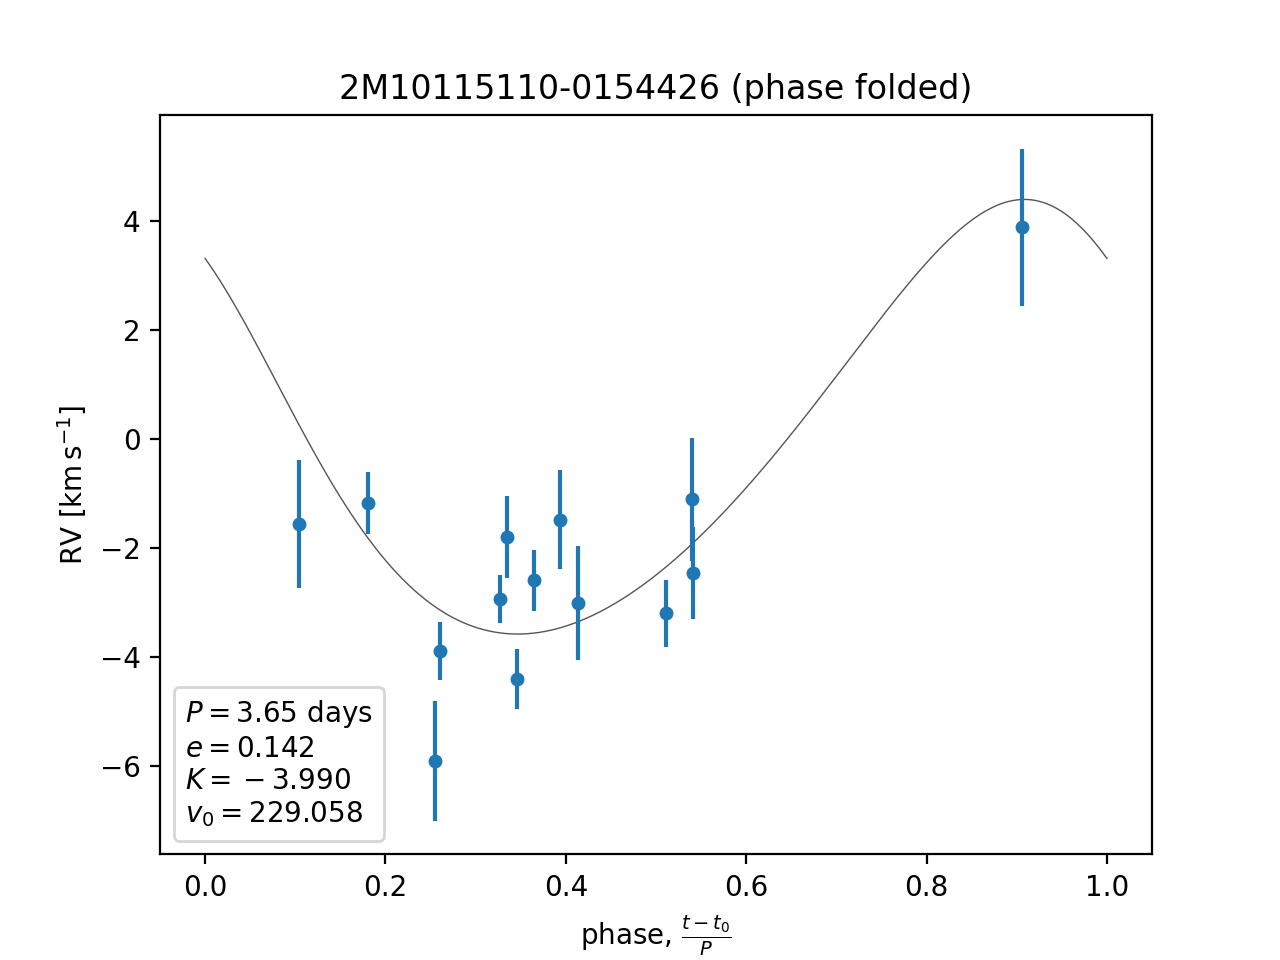 2M10115110-0154426 (phase folded)
RV [km s⁻¹]
4
2
0
−2
−4
−6
P = 3.65 days
e = 0.142
K = −3.990
v₀ = 229.058
0.0 0.2 0.4 0.6 0.8 1.0
phase, (t − t₀)/P